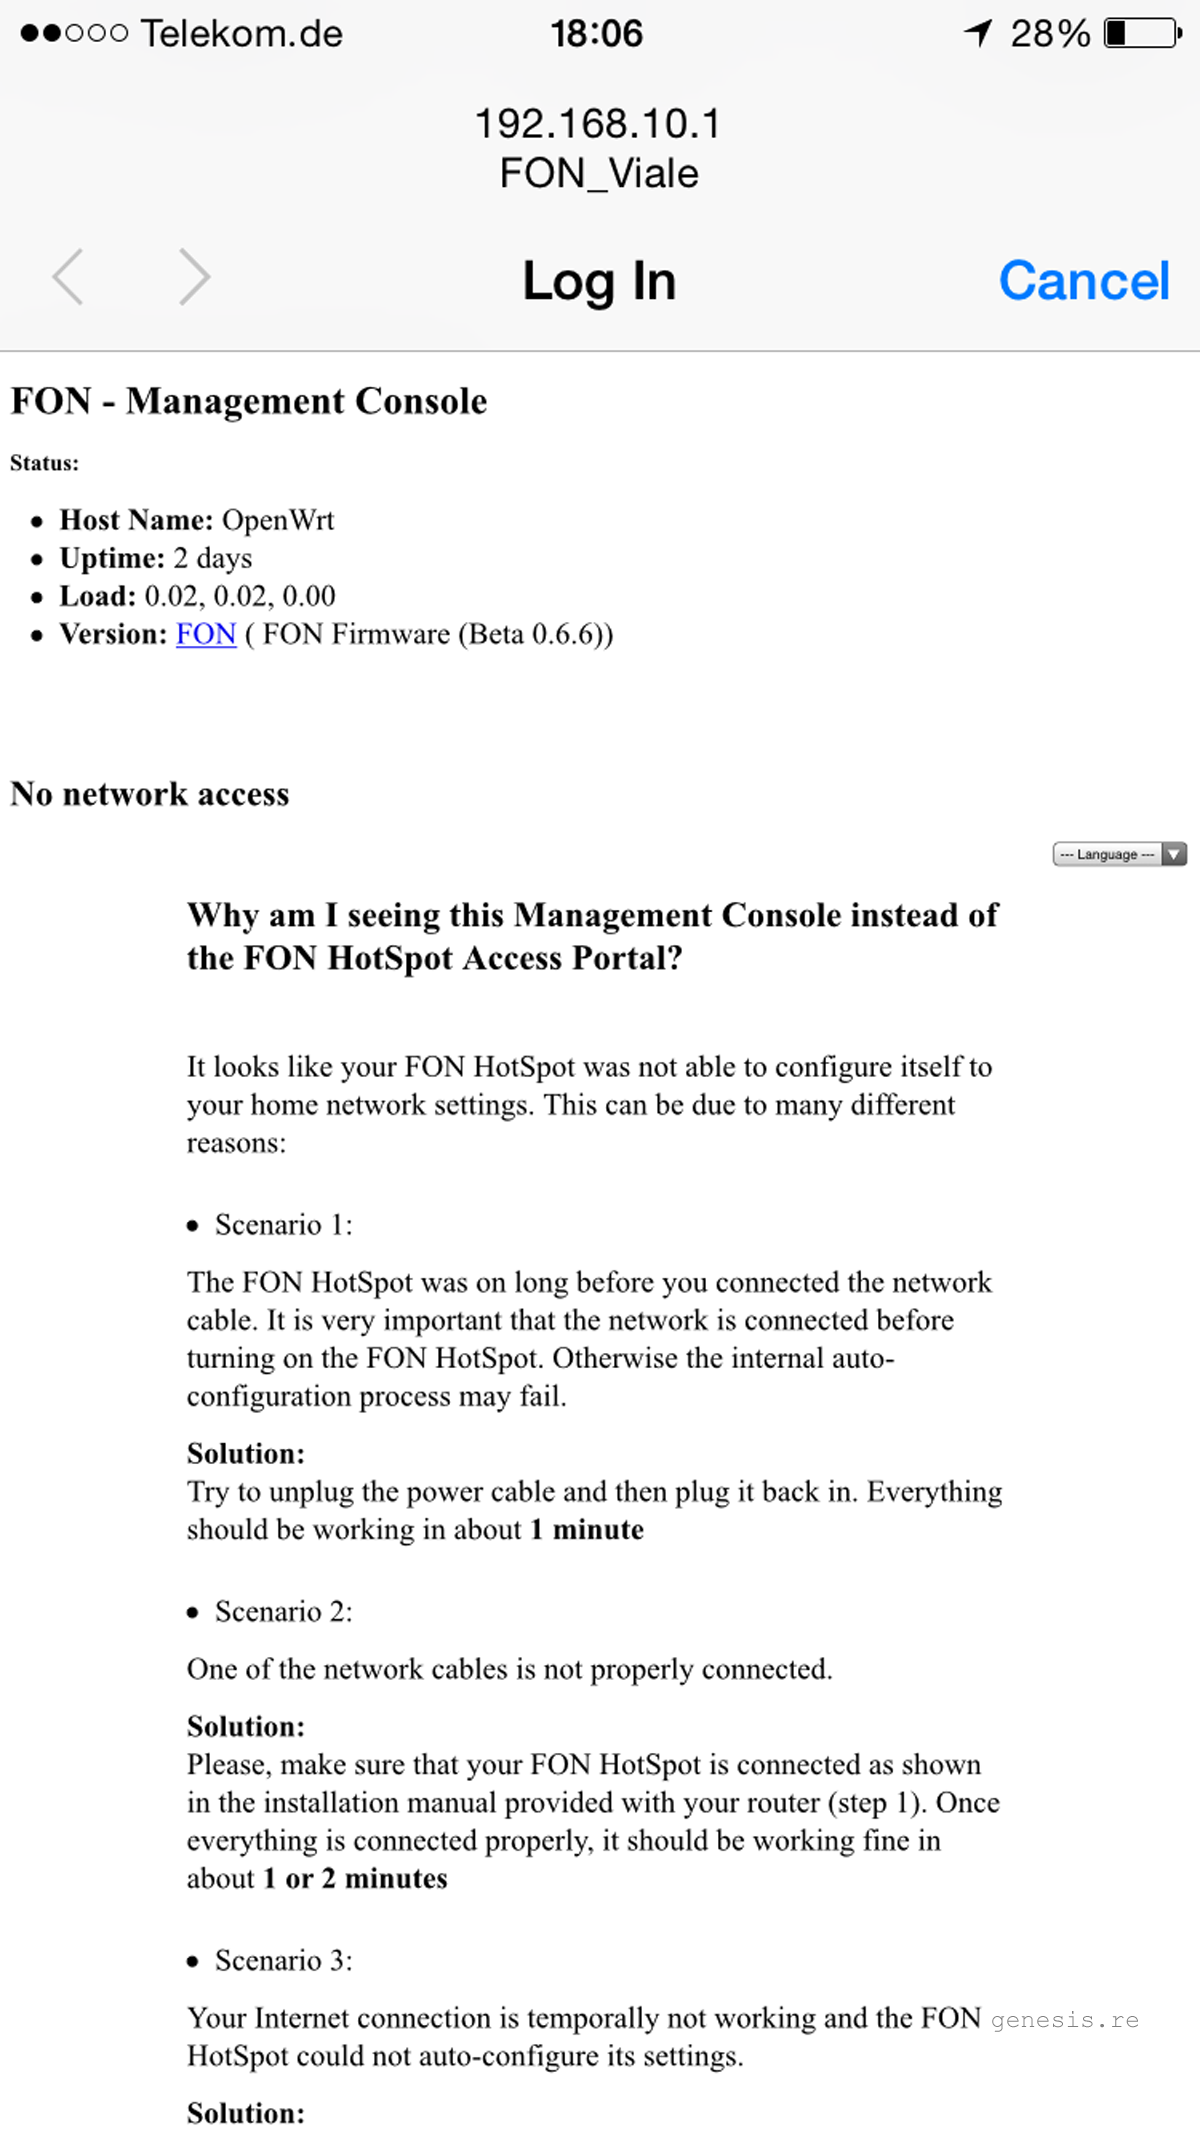 Telekom.de 18:06 28%
192.168.10.1
FON_Viale
Log In Cancel
FON - Management Console
Status:
• Host Name: OpenWrt
• Uptime: 2 days
• Load: 0.02, 0.02, 0.00
• Version: FON ( FON Firmware (Beta 0.6.6))
No network access
--- Language ---
Why am I seeing this Management Console instead of
the FON HotSpot Access Portal?
It looks like your FON HotSpot was not able to configure itself to
your home network settings. This can be due to many different
reasons:
• Scenario 1:
The FON HotSpot was on long before you connected the network
cable. It is very important that the network is connected before
turning on the FON HotSpot. Otherwise the internal auto-
configuration process may fail.
Solution:
Try to unplug the power cable and then plug it back in. Everything
should be working in about 1 minute
• Scenario 2:
One of the network cables is not properly connected.
Solution:
Please, make sure that your FON HotSpot is connected as shown
in the installation manual provided with your router (step 1). Once
everything is connected properly, it should be working fine in
about 1 or 2 minutes
• Scenario 3:
Your Internet connection is temporally not working and the FON
genesis.re
HotSpot could not auto-configure its settings.
Solution: